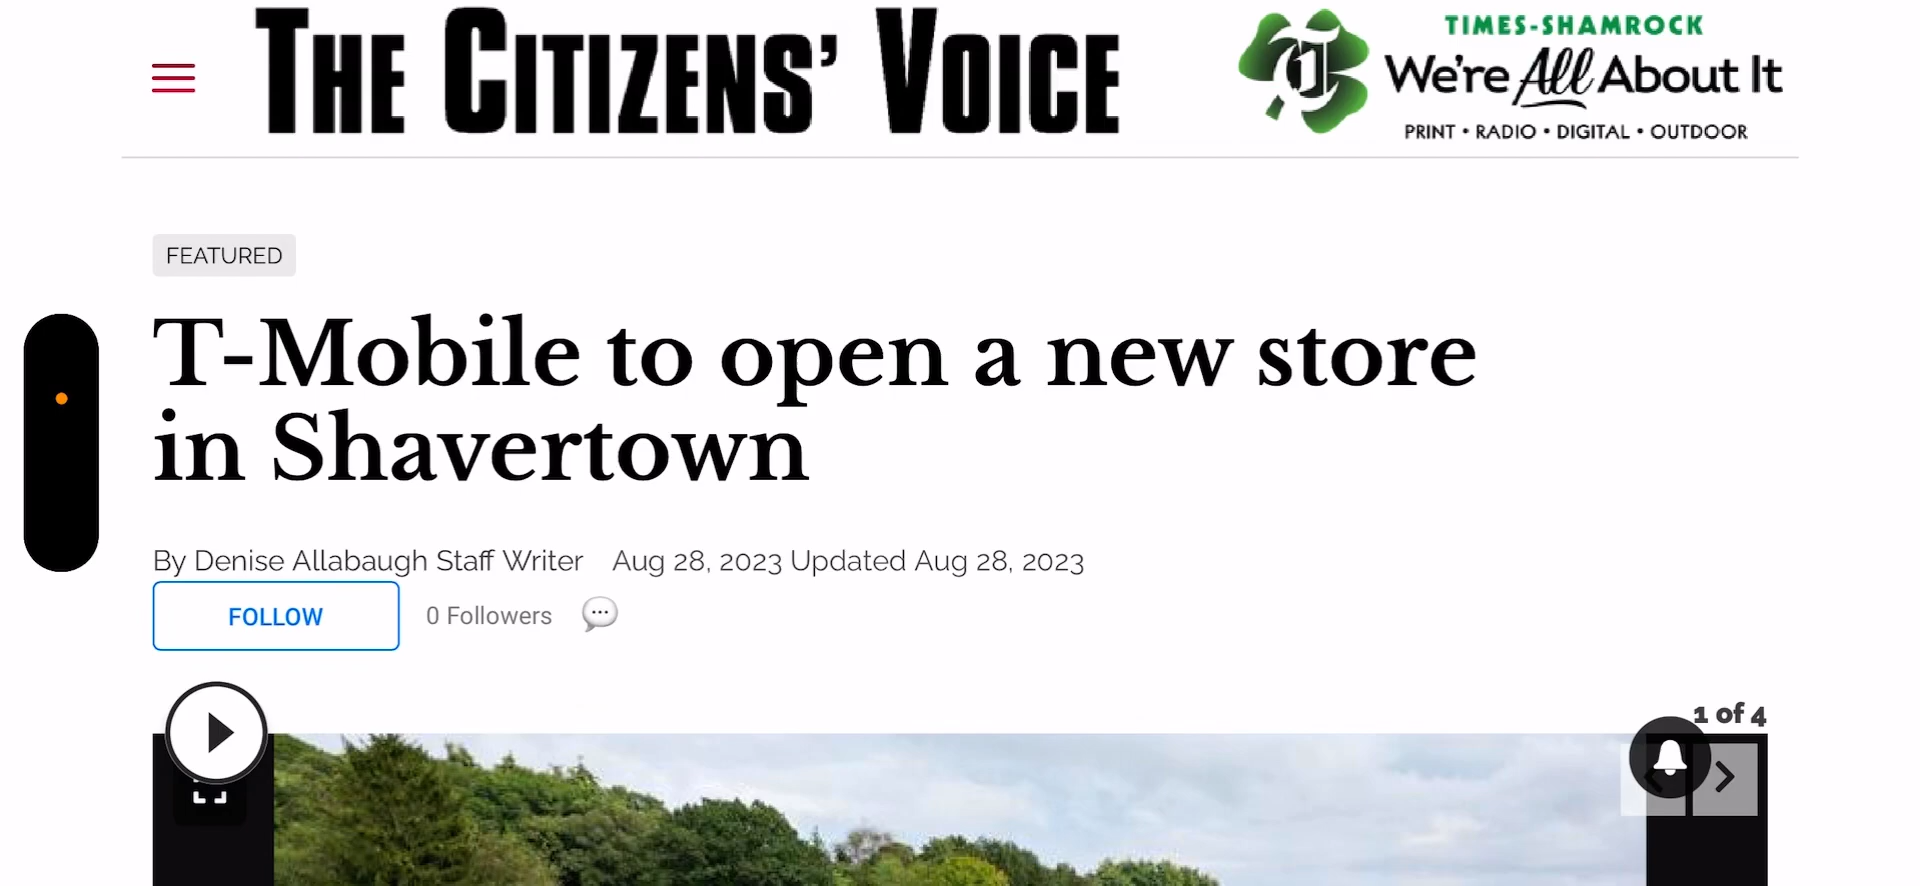 THE CITIZENS' VOICE
TIMES-SHAMROCK
We're All About It
PRINT • RADIO • DIGITAL • OUTDOOR
FEATURED
T-Mobile to open a new store
in Shavertown
By Denise Allabaugh Staff Writer Aug 28, 2023 Updated Aug 28, 2023
FOLLOW
0 Followers
1 of 4